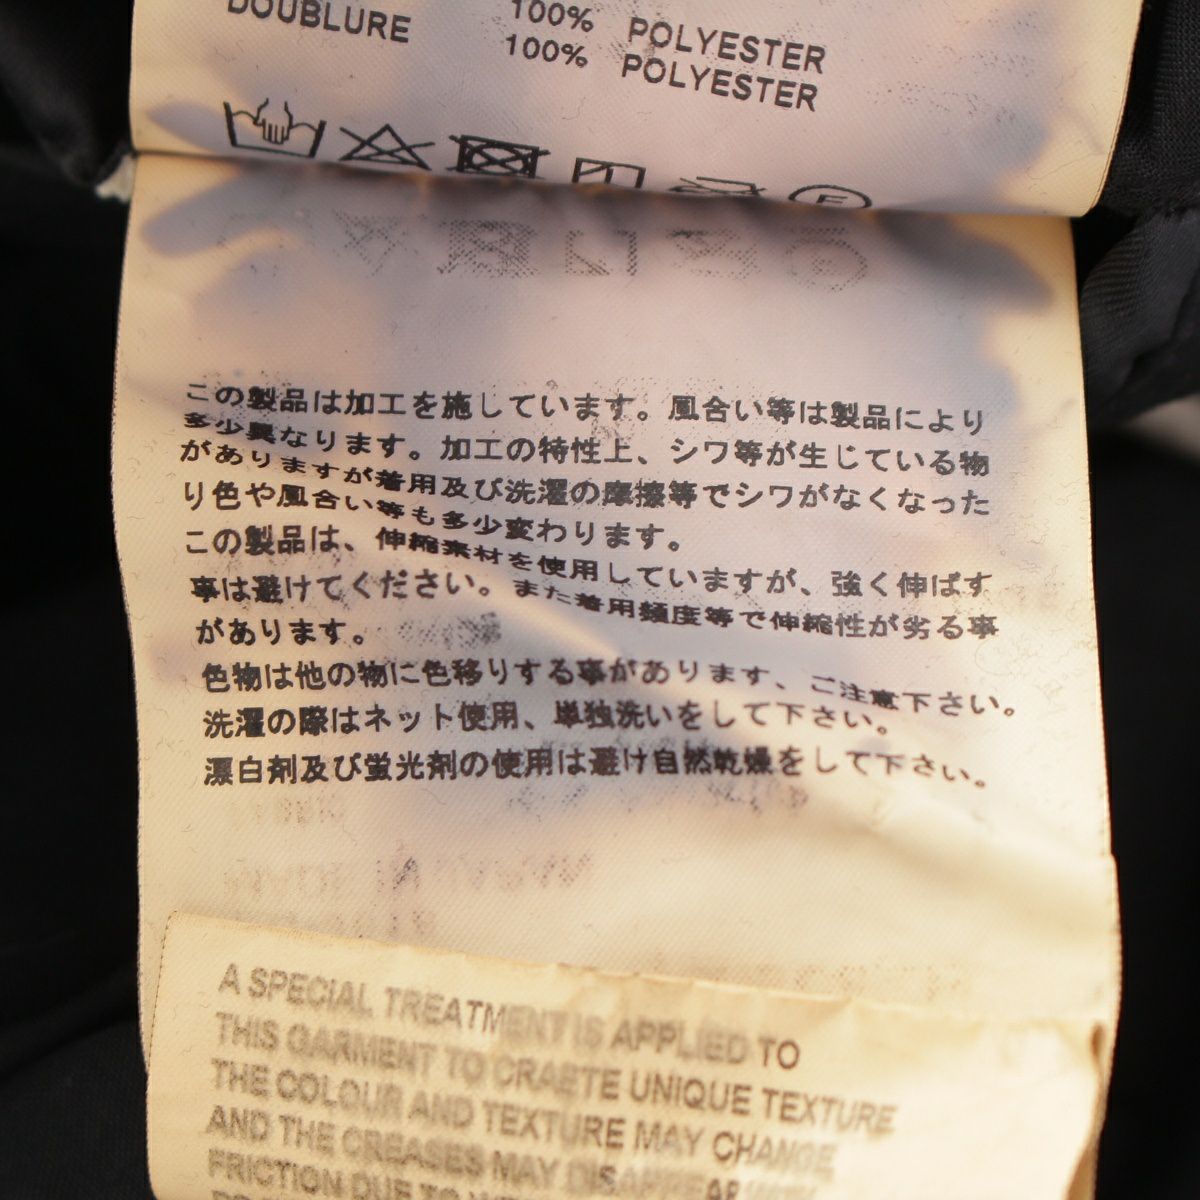 DOUBLURE 100% POLYESTER
100% POLYESTER
この製品は加工を施しています。風合い等は製品により
多少異なります。加工の特性上、シワ等が生じている物
がありますが着用及び洗濯の摩擦等でシワがなくなった
り色や風合い等も多少変わります。
この製品は、伸縮素材を使用していますが、強く伸ばす
事は避けてください。また着用頻度等で伸縮性が劣る事
があります。
色物は他の物に色移りする事があります、ご注意下さい。
洗濯の際はネット使用、単独洗いをして下さい。
漂白剤及び蛍光剤の使用は避け自然乾燥をして下さい。
A SPECIAL TREATMENT IS APPLIED TO
THIS GARMENT TO CRAETE UNIQUE TEXTURE
THE COLOUR AND TEXTURE MAY CHANGE
AND THE CREASES MAY DISAPPEAR
FRICTION DUE TO